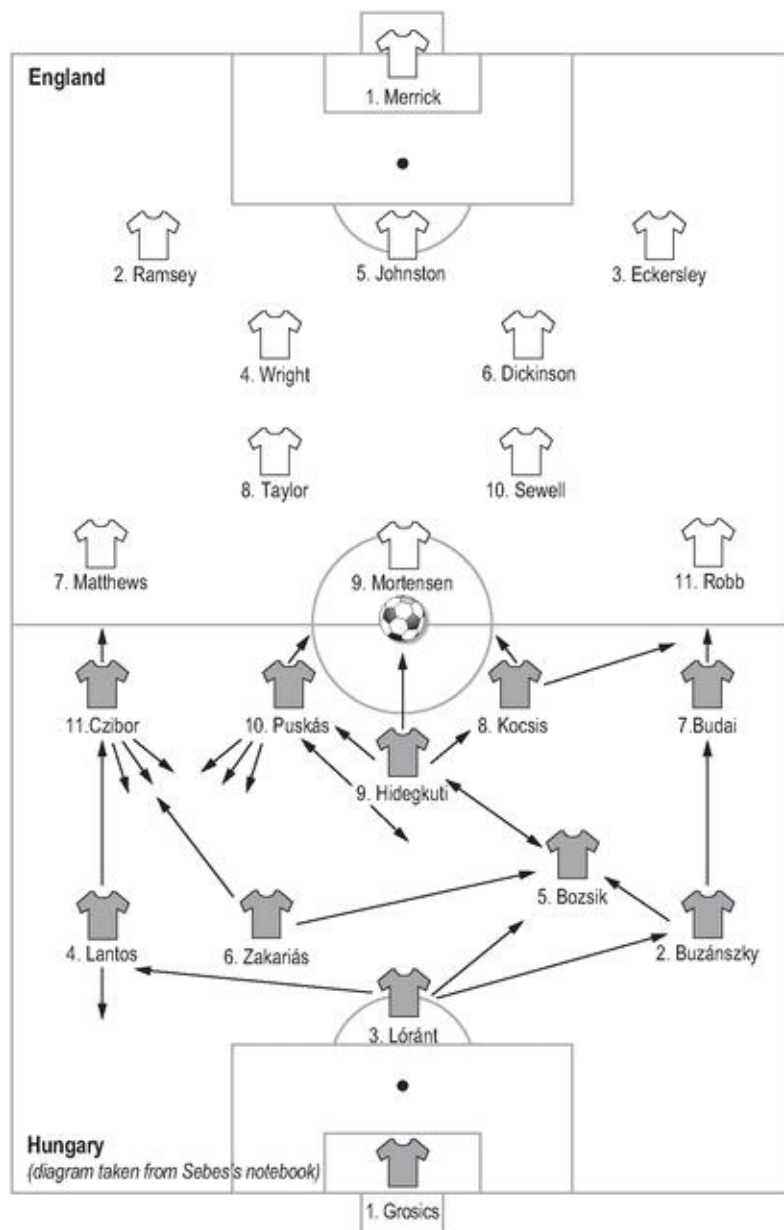 England
1. Merrick
2. Ramsey
5. Johnston
3. Eckersley
4. Wright
6. Dickinson
8. Taylor
10. Sewell
7. Matthews
9. Mortensen
11. Robb
11.Czibor
10. Puskás
8. Kocsis
7.Budai
9. Hidegkuti
5. Bozsik
4. Lantos
6. Zakariás
2. Buzánszky
3. Lóránt
Hungary
(diagram taken from Sebes's notebook)
1. Grosics